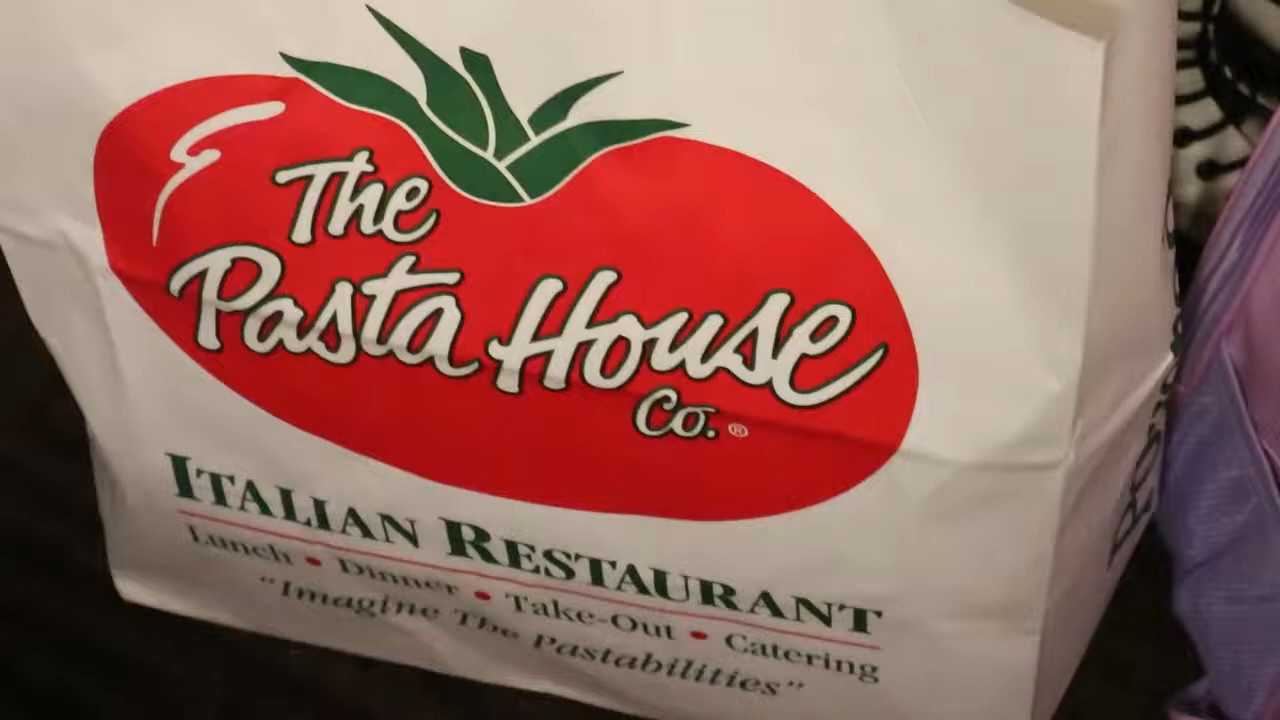 The
Pasta House
Co.®
ITALIAN RESTAURANT
Lunch • Dinner • Take-Out • Catering
"Imagine The Pastabilities"